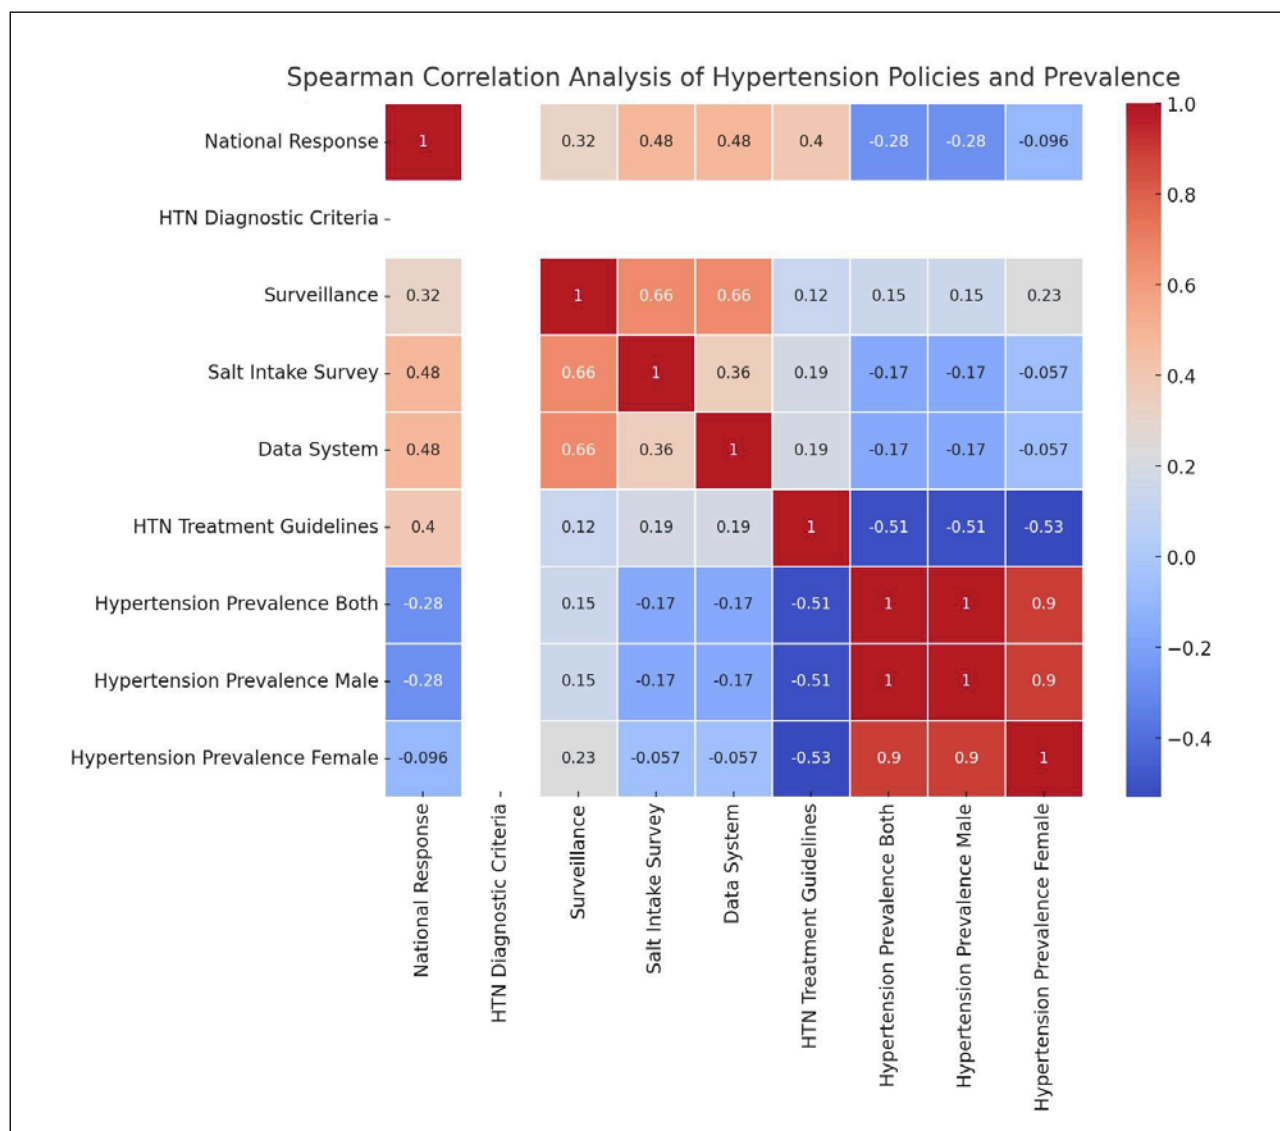 Spearman Correlation Analysis of Hypertension Policies and Prevalence
National Response 1 0.32 0.48 0.48 0.4 -0.28 -0.28 -0.096
HTN Diagnostic Criteria
Surveillance 0.32 1 0.66 0.66 0.12 0.15 0.15 0.23
Salt Intake Survey 0.48 0.66 1 0.36 0.19 -0.17 -0.17 -0.057
Data System 0.48 0.66 0.36 1 0.19 -0.17 -0.17 -0.057
HTN Treatment Guidelines 0.4 0.12 0.19 0.19 1 -0.51 -0.51 -0.53
Hypertension Prevalence Both -0.28 0.15 -0.17 -0.17 -0.51 1 1 0.9
Hypertension Prevalence Male -0.28 0.15 -0.17 -0.17 -0.51 1 1 0.9
Hypertension Prevalence Female -0.096 0.23 -0.057 -0.057 -0.53 0.9 0.9 1
National Response
HTN Diagnostic Criteria
Surveillance
Salt Intake Survey
Data System
HTN Treatment Guidelines
Hypertension Prevalence Both
Hypertension Prevalence Male
Hypertension Prevalence Female
1.0
0.8
0.6
0.4
0.2
0.0
−0.2
−0.4